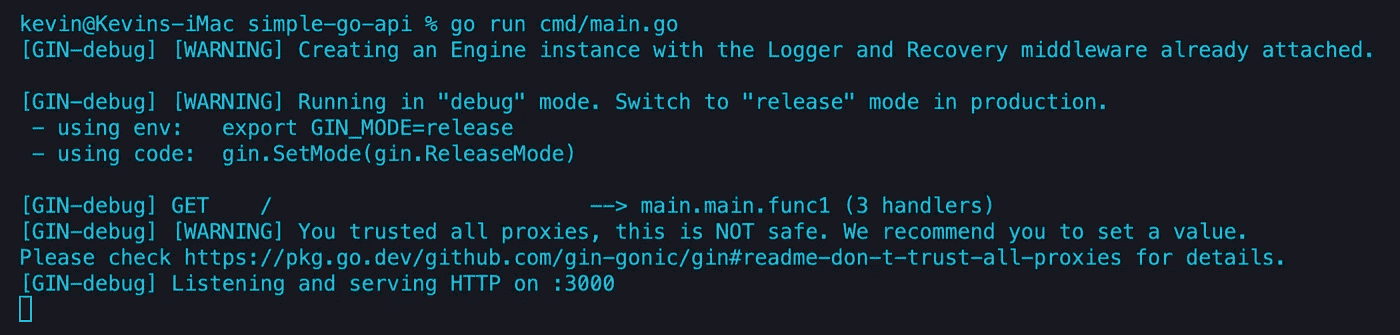 kevin@Kevins-iMac simple-go-api % go run cmd/main.go
[GIN-debug] [WARNING] Creating an Engine instance with the Logger and Recovery middleware already attached.
[GIN-debug] [WARNING] Running in "debug" mode. Switch to "release" mode in production.
 - using env:   export GIN_MODE=release
 - using code:  gin.SetMode(gin.ReleaseMode)
[GIN-debug] GET    /                         --> main.main.func1 (3 handlers)
[GIN-debug] [WARNING] You trusted all proxies, this is NOT safe. We recommend you to set a value.
Please check https://pkg.go.dev/github.com/gin-gonic/gin#readme-don-t-trust-all-proxies for details.
[GIN-debug] Listening and serving HTTP on :3000